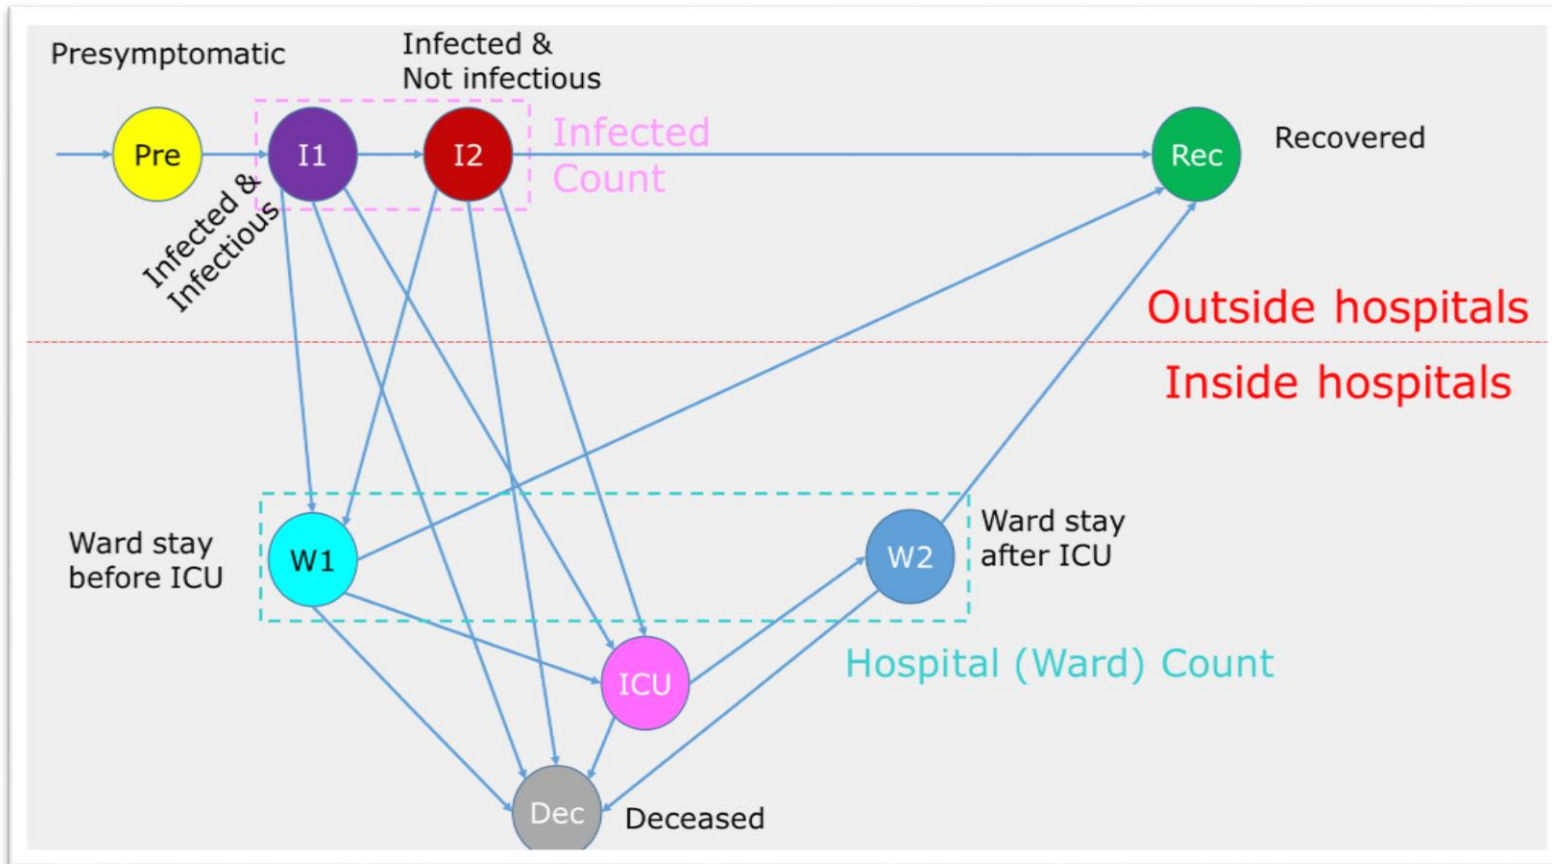 Presymptomatic
Infected &
Not infectious
Pre
I1
I2
Infected
Count
Rec
Recovered
Infected &
Infectious
Outside hospitals
Inside hospitals
Ward stay
before ICU
W1
W2
Ward stay
after ICU
ICU
Hospital (Ward) Count
Dec
Deceased